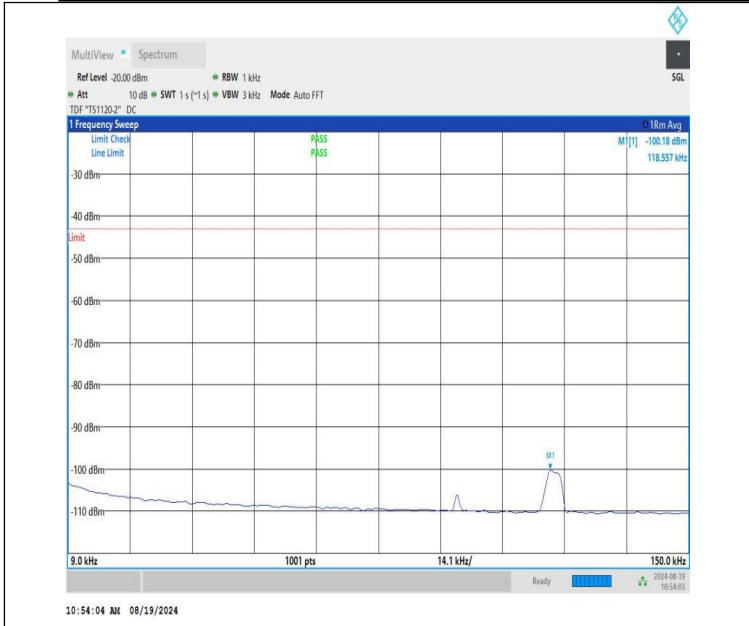 MultiView Spectrum
Ref Level -20.00 dBm RBW 1 kHz SGL
Att 10 dB SWT 1 s (~1 s) VBW 3 kHz Mode Auto FFT
TDF "TS1120-2" DC
1 Frequency Sweep 1Rm Avg
Limit Check PASS M1[1] -100.18 dBm
Line Limit PASS 118.557 kHz
-30 dBm
-40 dBm
Limit
-50 dBm
-60 dBm
-70 dBm
-80 dBm
-90 dBm
M1
-100 dBm
-110 dBm
9.0 kHz 1001 pts 14.1 kHz/ 150.0 kHz
Ready 2024-08-19
10:54:03
10:54:04 AM 08/19/2024